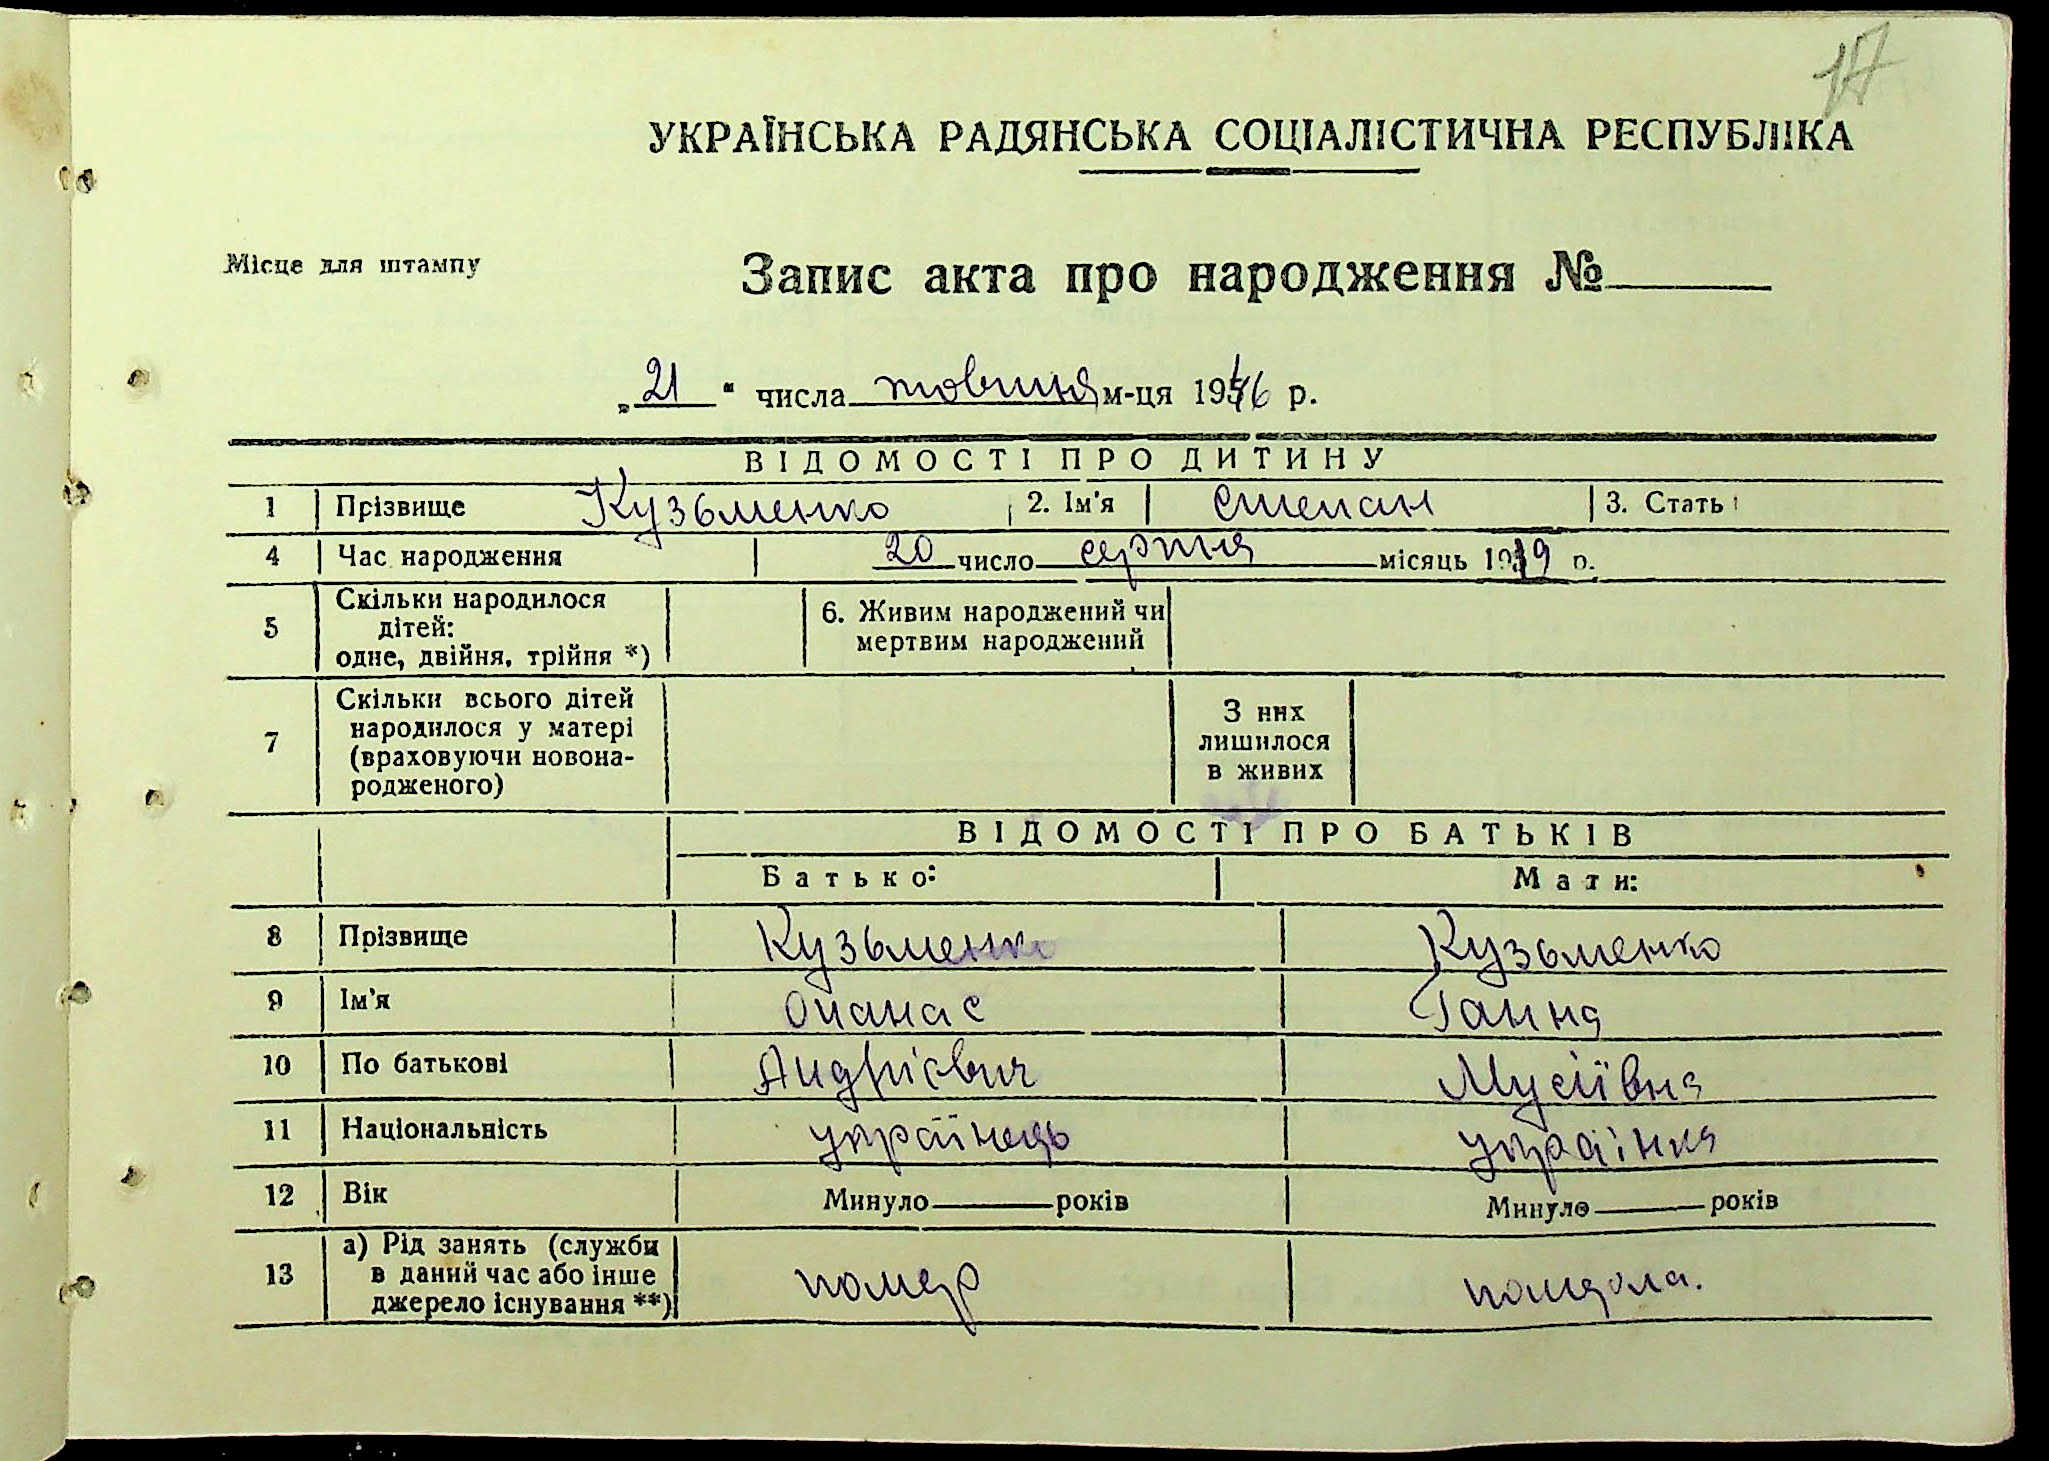 17
УКРАЇНСЬКА РАДЯНСЬКА СОЦІАЛІСТИЧНА РЕСПУБЛІКА
Місце для штампу
Запис акта про народження №
„21“ числа жовтня м-ця 1946 р.
ВІДОМОСТІ ПРО ДИТИНУ
1 Прізвище Кузьменко 2. Ім'я Степан 3. Стать
4 Час народження 20 число серпня місяць 1919 р.
5 Скільки народилося дітей: одне, двійня, трійня *) 6. Живим народжений чи мертвим народжений
7 Скільки всього дітей народилося у матері (враховуючи новонародженого) З них лишилося в живих
ВІДОМОСТІ ПРО БАТЬКІВ
Батько: Мати:
8 Прізвище Кузьменко Кузьменко
9 Ім'я Опанас Ганна
10 По батькові Андрієвич Мусіївна
11 Національність українець українка
12 Вік Минуло років Минуло років
13 а) Рід занять (служби в даний час або інше джерело існування **) помер померла.